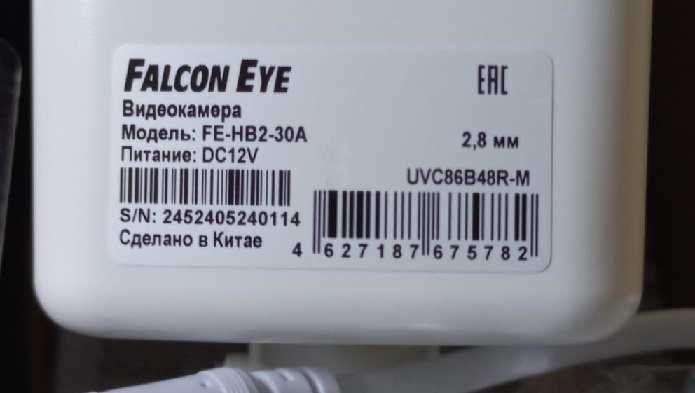 FALCON EYE
EAC
Видеокамера
Модель: FE-HB2-30A
2,8 мм
Питание: DC12V
UVC86B48R-M
S/N: 2452405240114
Сделано в Китае
4 627187 675782